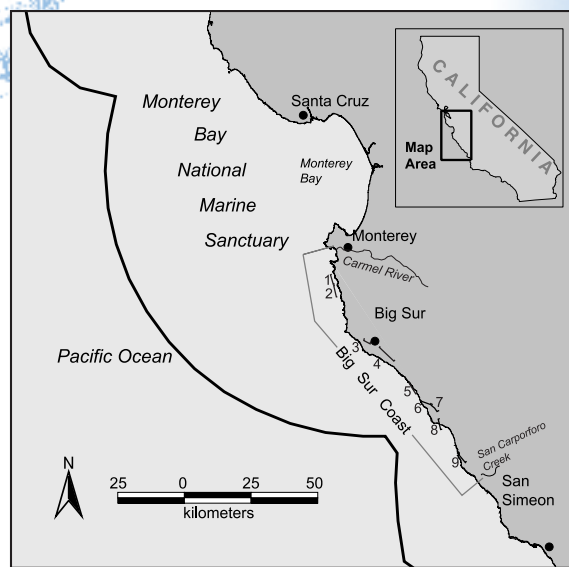 CALIFORNIA
Map
Area
Santa Cruz
Monterey
Bay
National
Marine
Sanctuary
Monterey
Bay
Monterey
Carmel River
1
2
Big Sur
3
4
Big Sur Coast
5
6
7
8
9
Pacific Ocean
San Carporforo
Creek
San
Simeon
N
25 0 25 50
kilometers